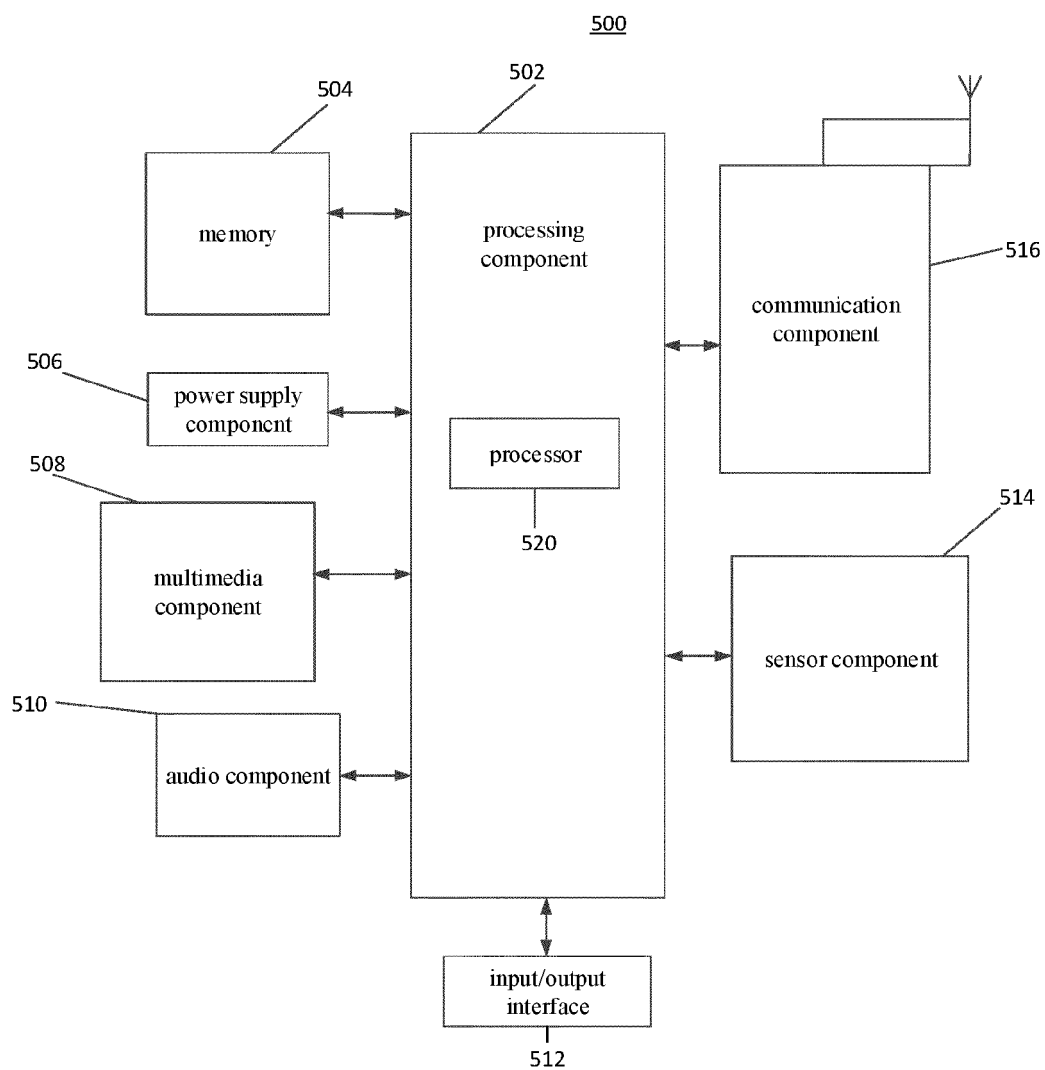 500
502
504
memory
processing
component
516
communication
component
506
power supply
component
processor
520
508
multimedia
component
514
sensor component
510
audio component
input/output
interface
512